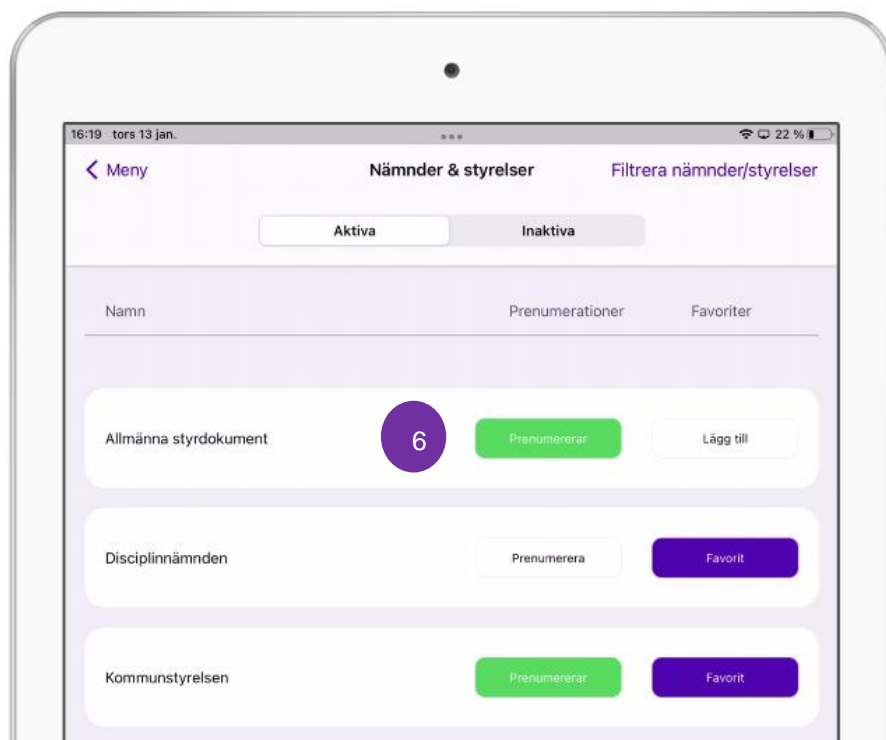 16:19 tors 13 jan.
22 %
Meny
Nämnder & styrelser
Filtrera nämnder/styrelser
Aktiva
Inaktiva
Namn
Prenumerationer
Favoriter
Allmänna styrdokument
6
Prenumererar
Lägg till
Disciplinnämnden
Prenumerera
Favorit
Kommunstyrelsen
Prenumererar
Favorit